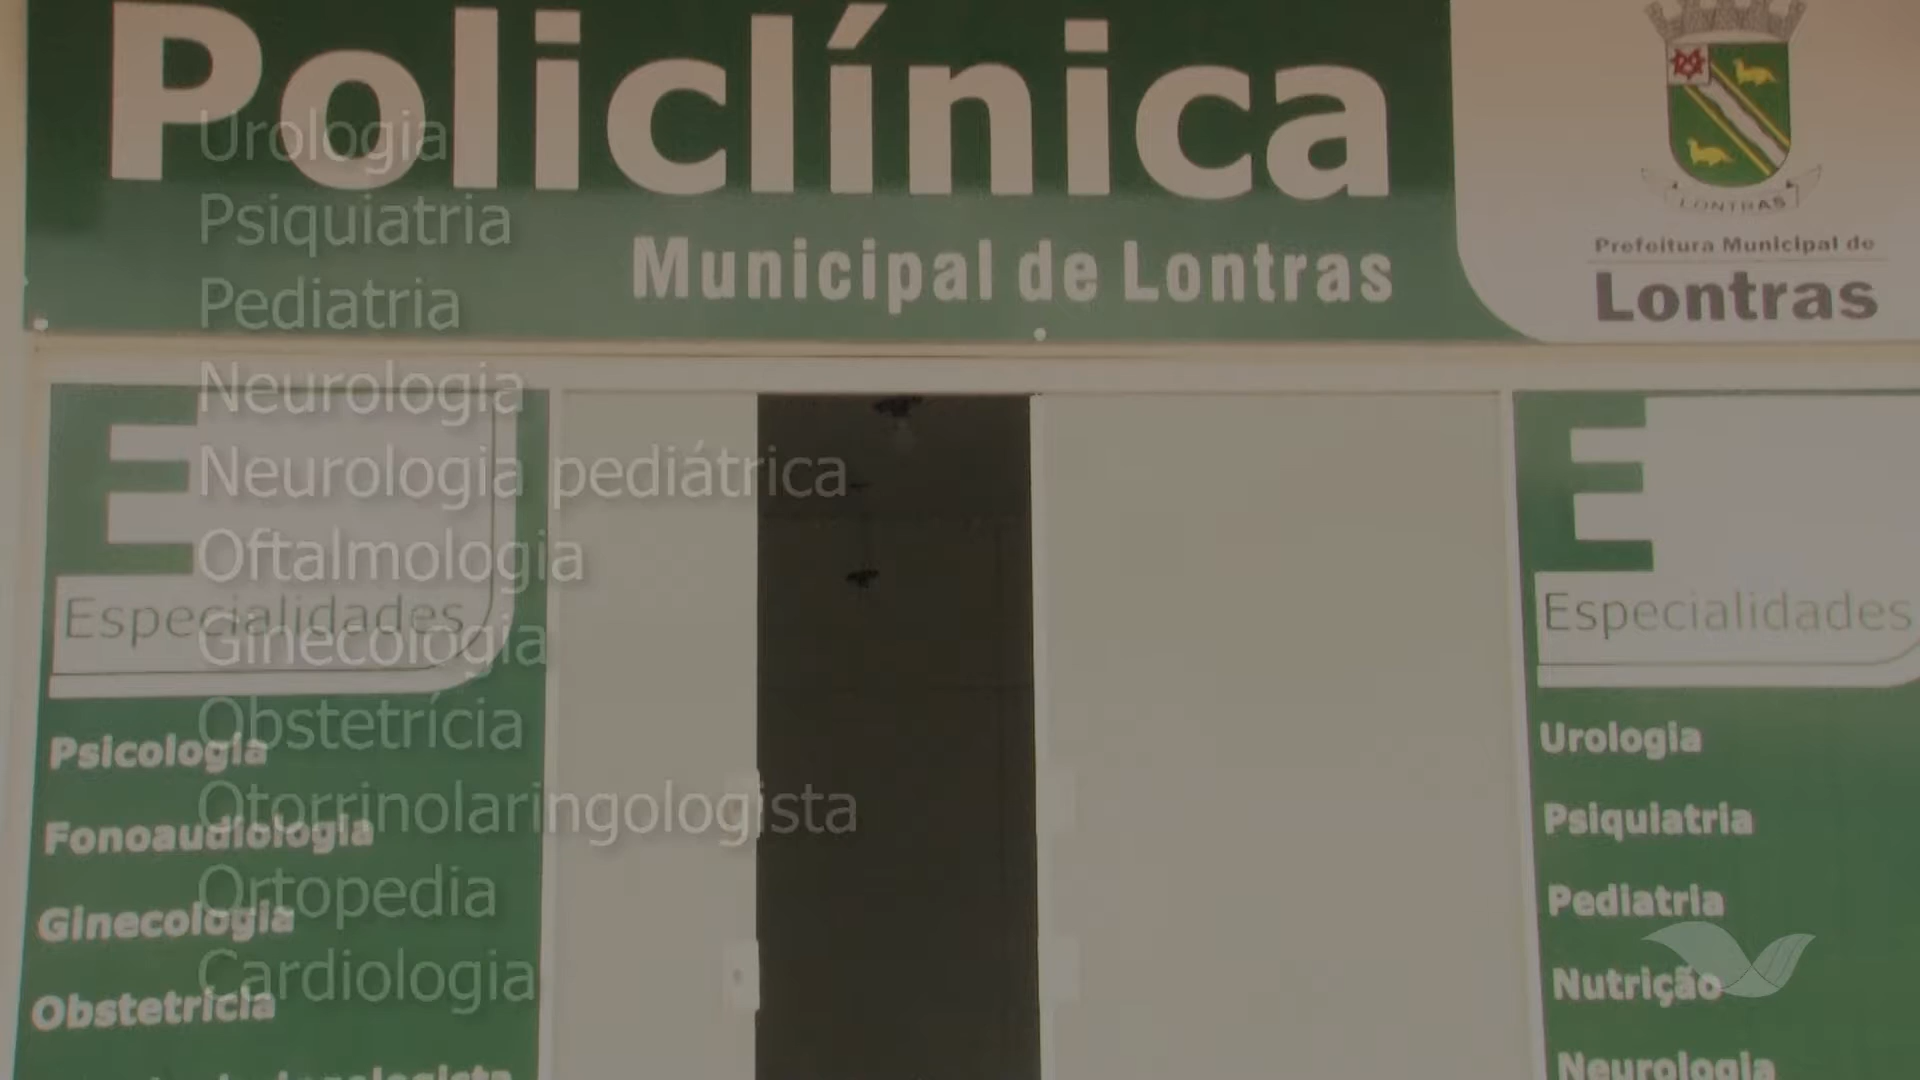 Policlínica
Municipal de Lontras
LONTRAS
Prefeitura Municipal de
Lontras
Urologia
Psiquiatria
Pediatria
Neurologia
Neurologia pediátrica
Oftalmologia
Ginecologia
Obstetrícia
Otorrinolaringologista
Ortopedia
Cardiologia
E
Especialidades
Psicologia
Fonoaudiologia
Ginecologia
Obstetrícia
E
Especialidades
Urologia
Psiquiatria
Pediatria
Nutrição
Neurologia